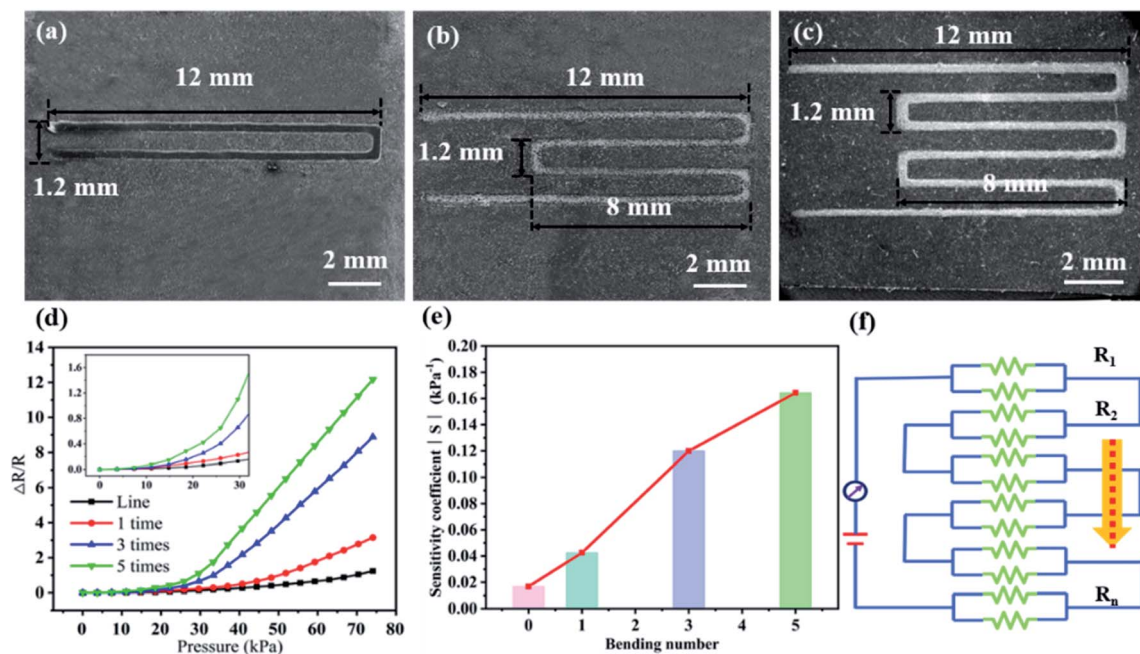 (a)
12 mm
1.2 mm
2 mm
(b)
12 mm
1.2 mm
8 mm
2 mm
(c)
12 mm
1.2 mm
8 mm
2 mm
(d)
14
12
10
8
6
4
2
0
ΔR/R
1.6
1.2
0.8
0.4
0.0
0 10 20 30
Line
1 time
3 times
5 times
0 10 20 30 40 50 60 70 80
Pressure (kPa)
(e)
0.20
0.18
0.16
0.14
0.12
0.10
0.08
0.06
0.04
0.02
0.00
Sensitivity coefficient | S | (kPa⁻¹)
0 1 2 3 4 5
Bending number
(f)
R₁
R₂
Rₙ